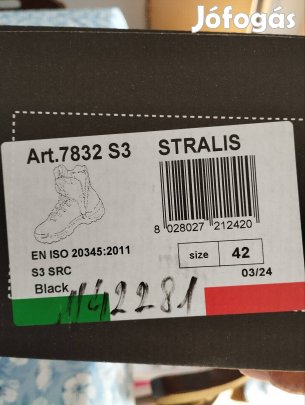 Jófogás
Art.7832 S3 STRALIS
8 028027 212420
EN ISO 20345:2011
size 42
S3 SRC
03/24
Black
1142281